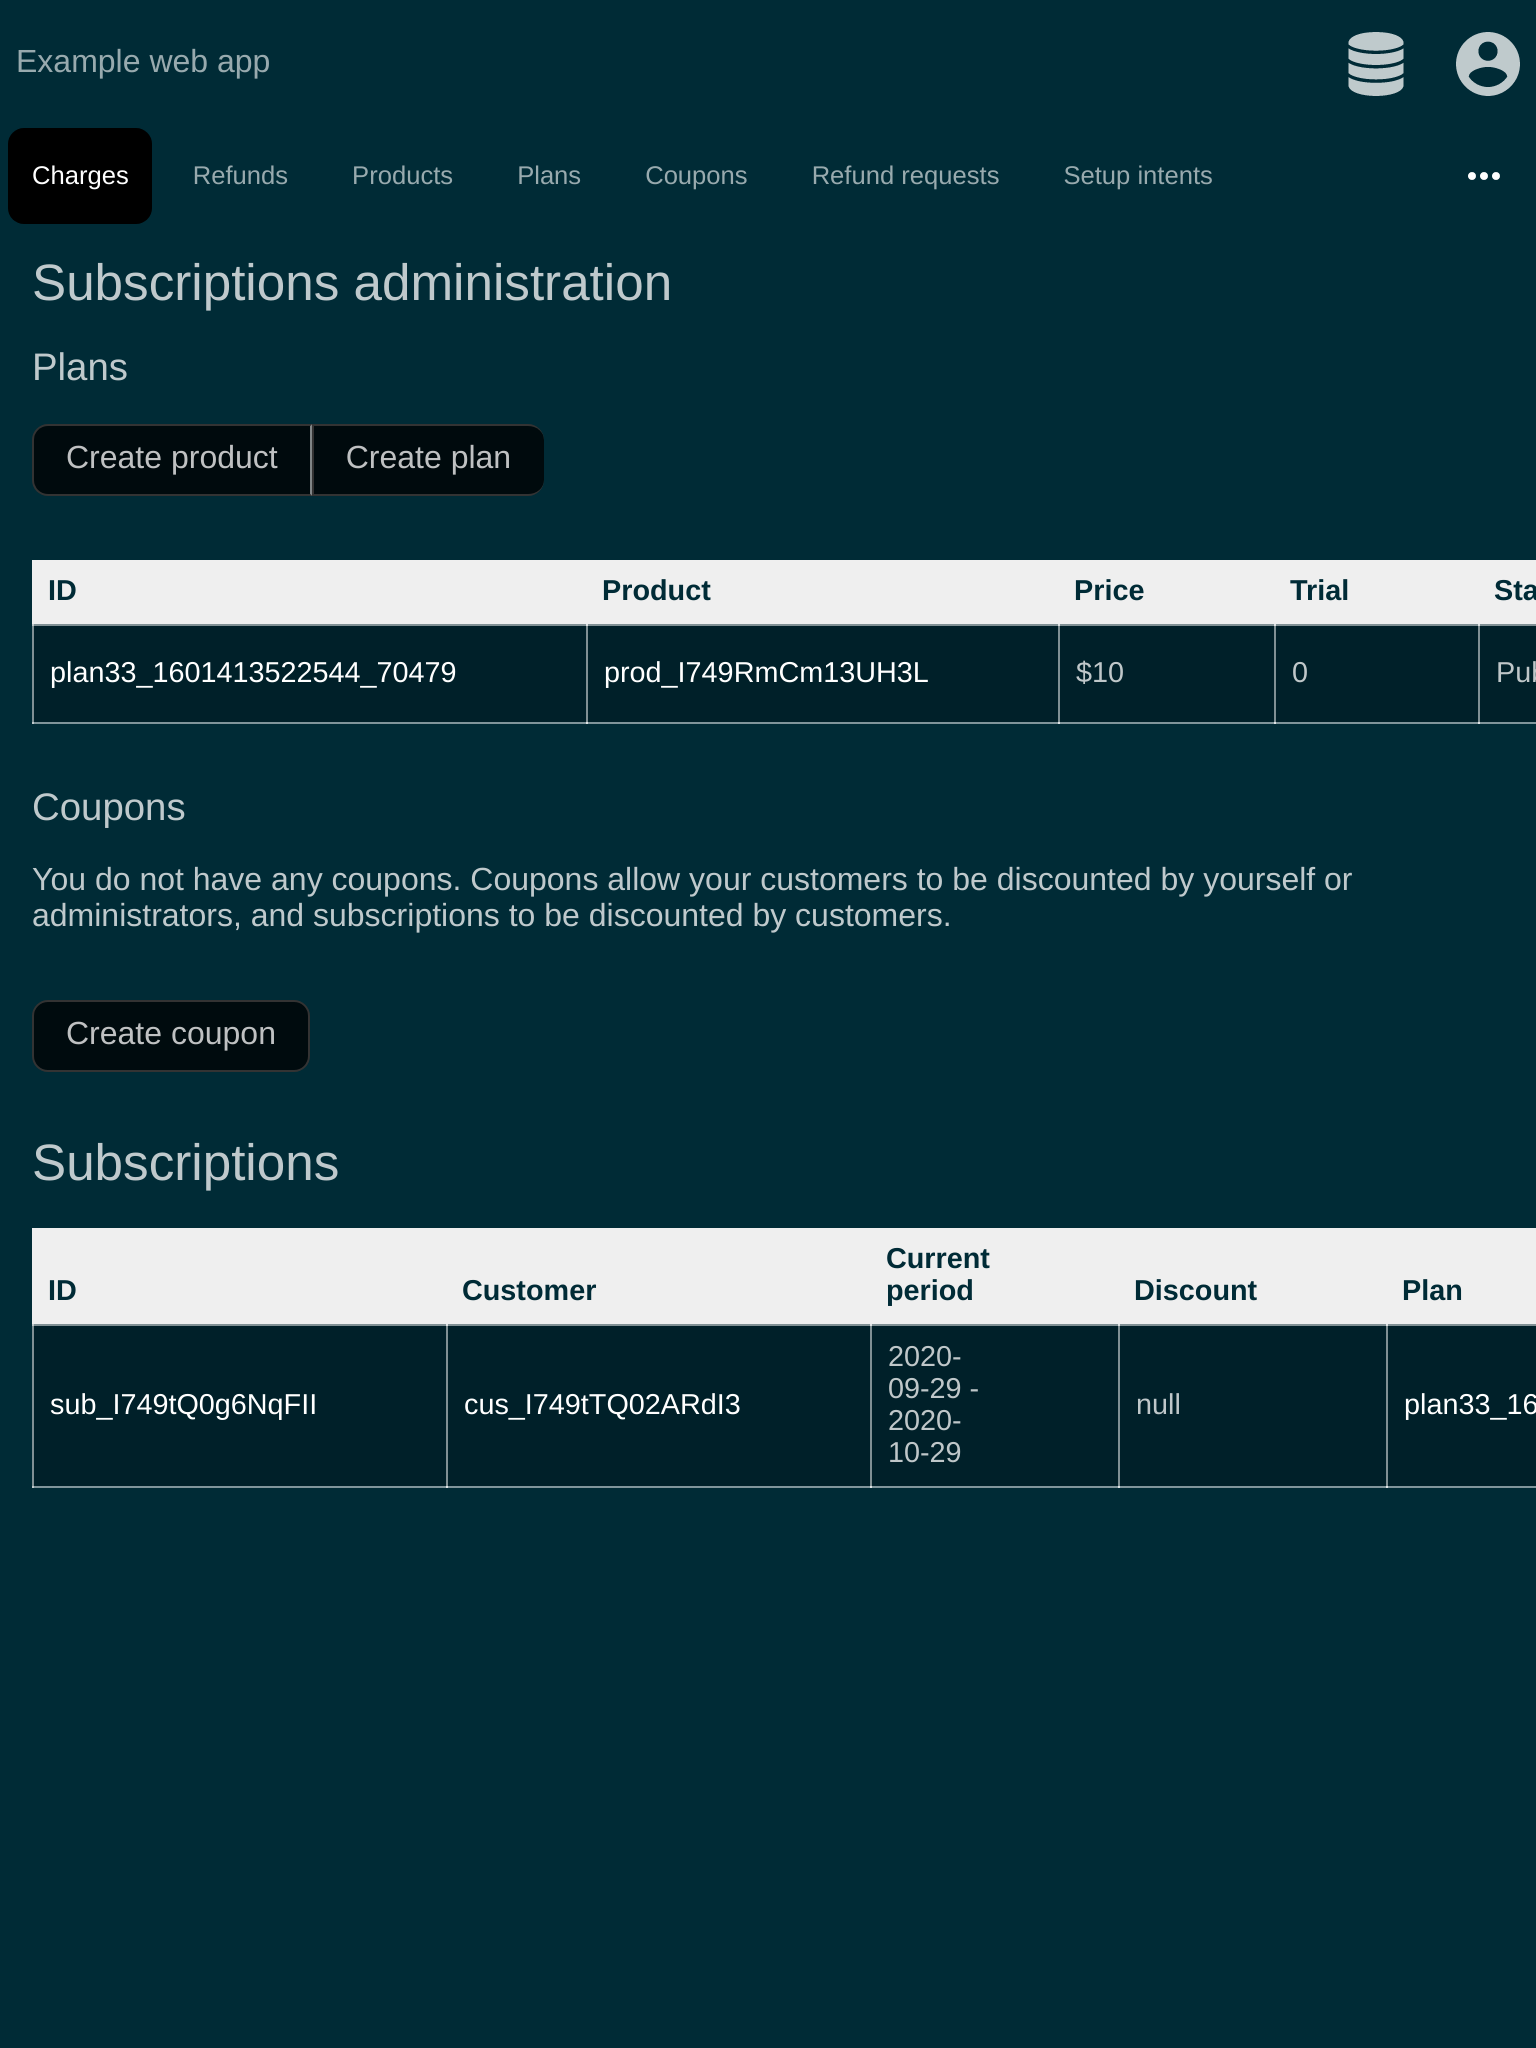 Example web app
Charges Refunds Products Plans Coupons Refund requests Setup intents
Subscriptions administration
Plans
Create product Create plan
ID Product Price Trial Sta
plan33_1601413522544_70479 prod_I749RmCm13UH3L $10 0 Pub
Coupons
You do not have any coupons. Coupons allow your customers to be discounted by yourself or
administrators, and subscriptions to be discounted by customers.
Create coupon
Subscriptions
ID Customer Current period Discount Plan
sub_I749tQ0g6NqFII cus_I749tTQ02ARdI3 2020-09-29 - 2020-10-29 null plan33_16